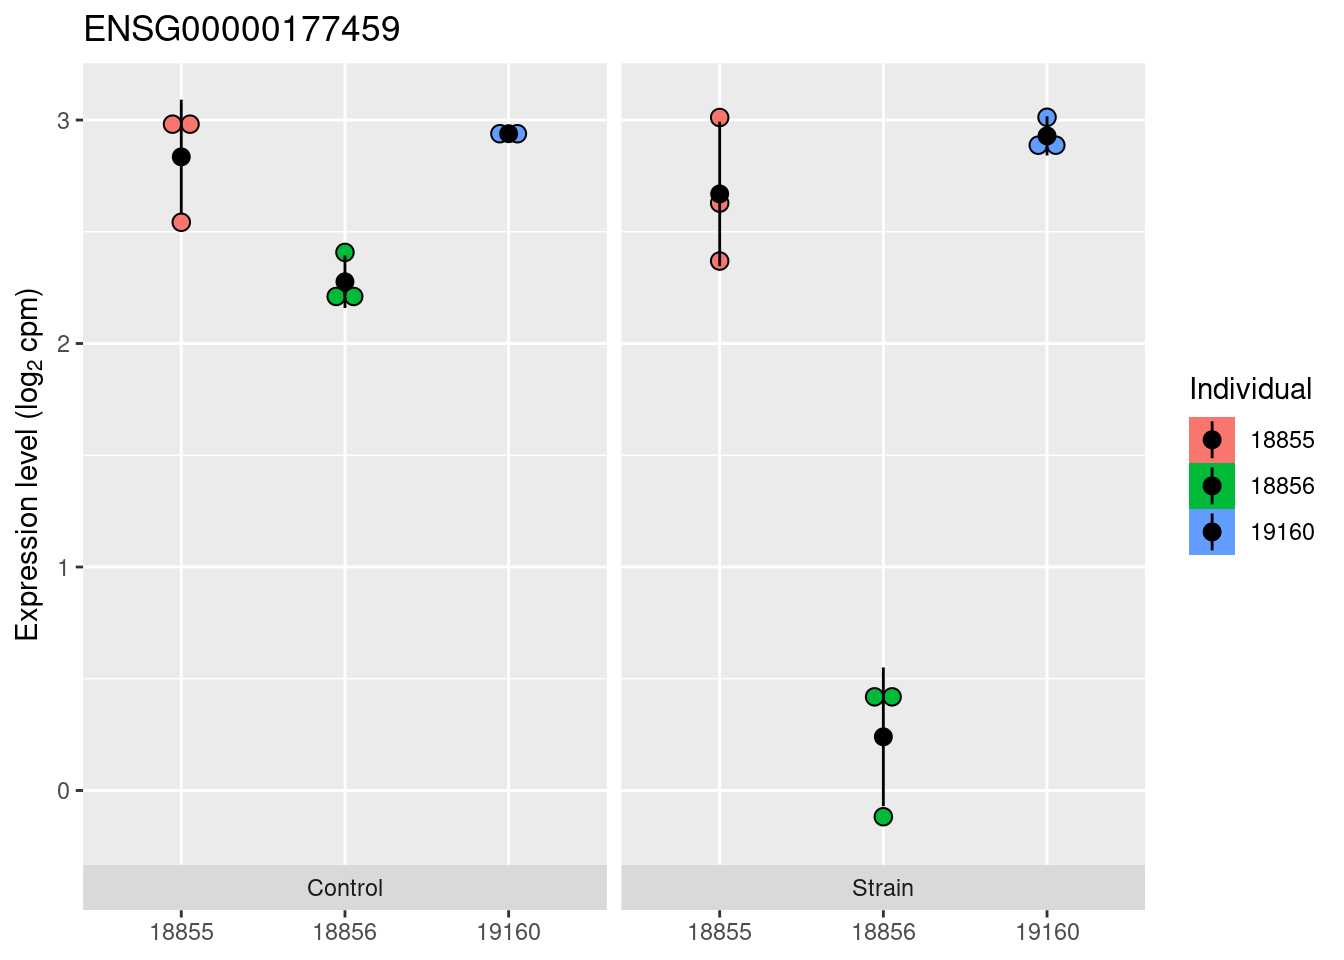 ENSG00000177459
Expression level (log2 cpm)
3
2
1
0
Control
Strain
18855
18856
19160
18855
18856
19160
Individual
18855
18856
19160